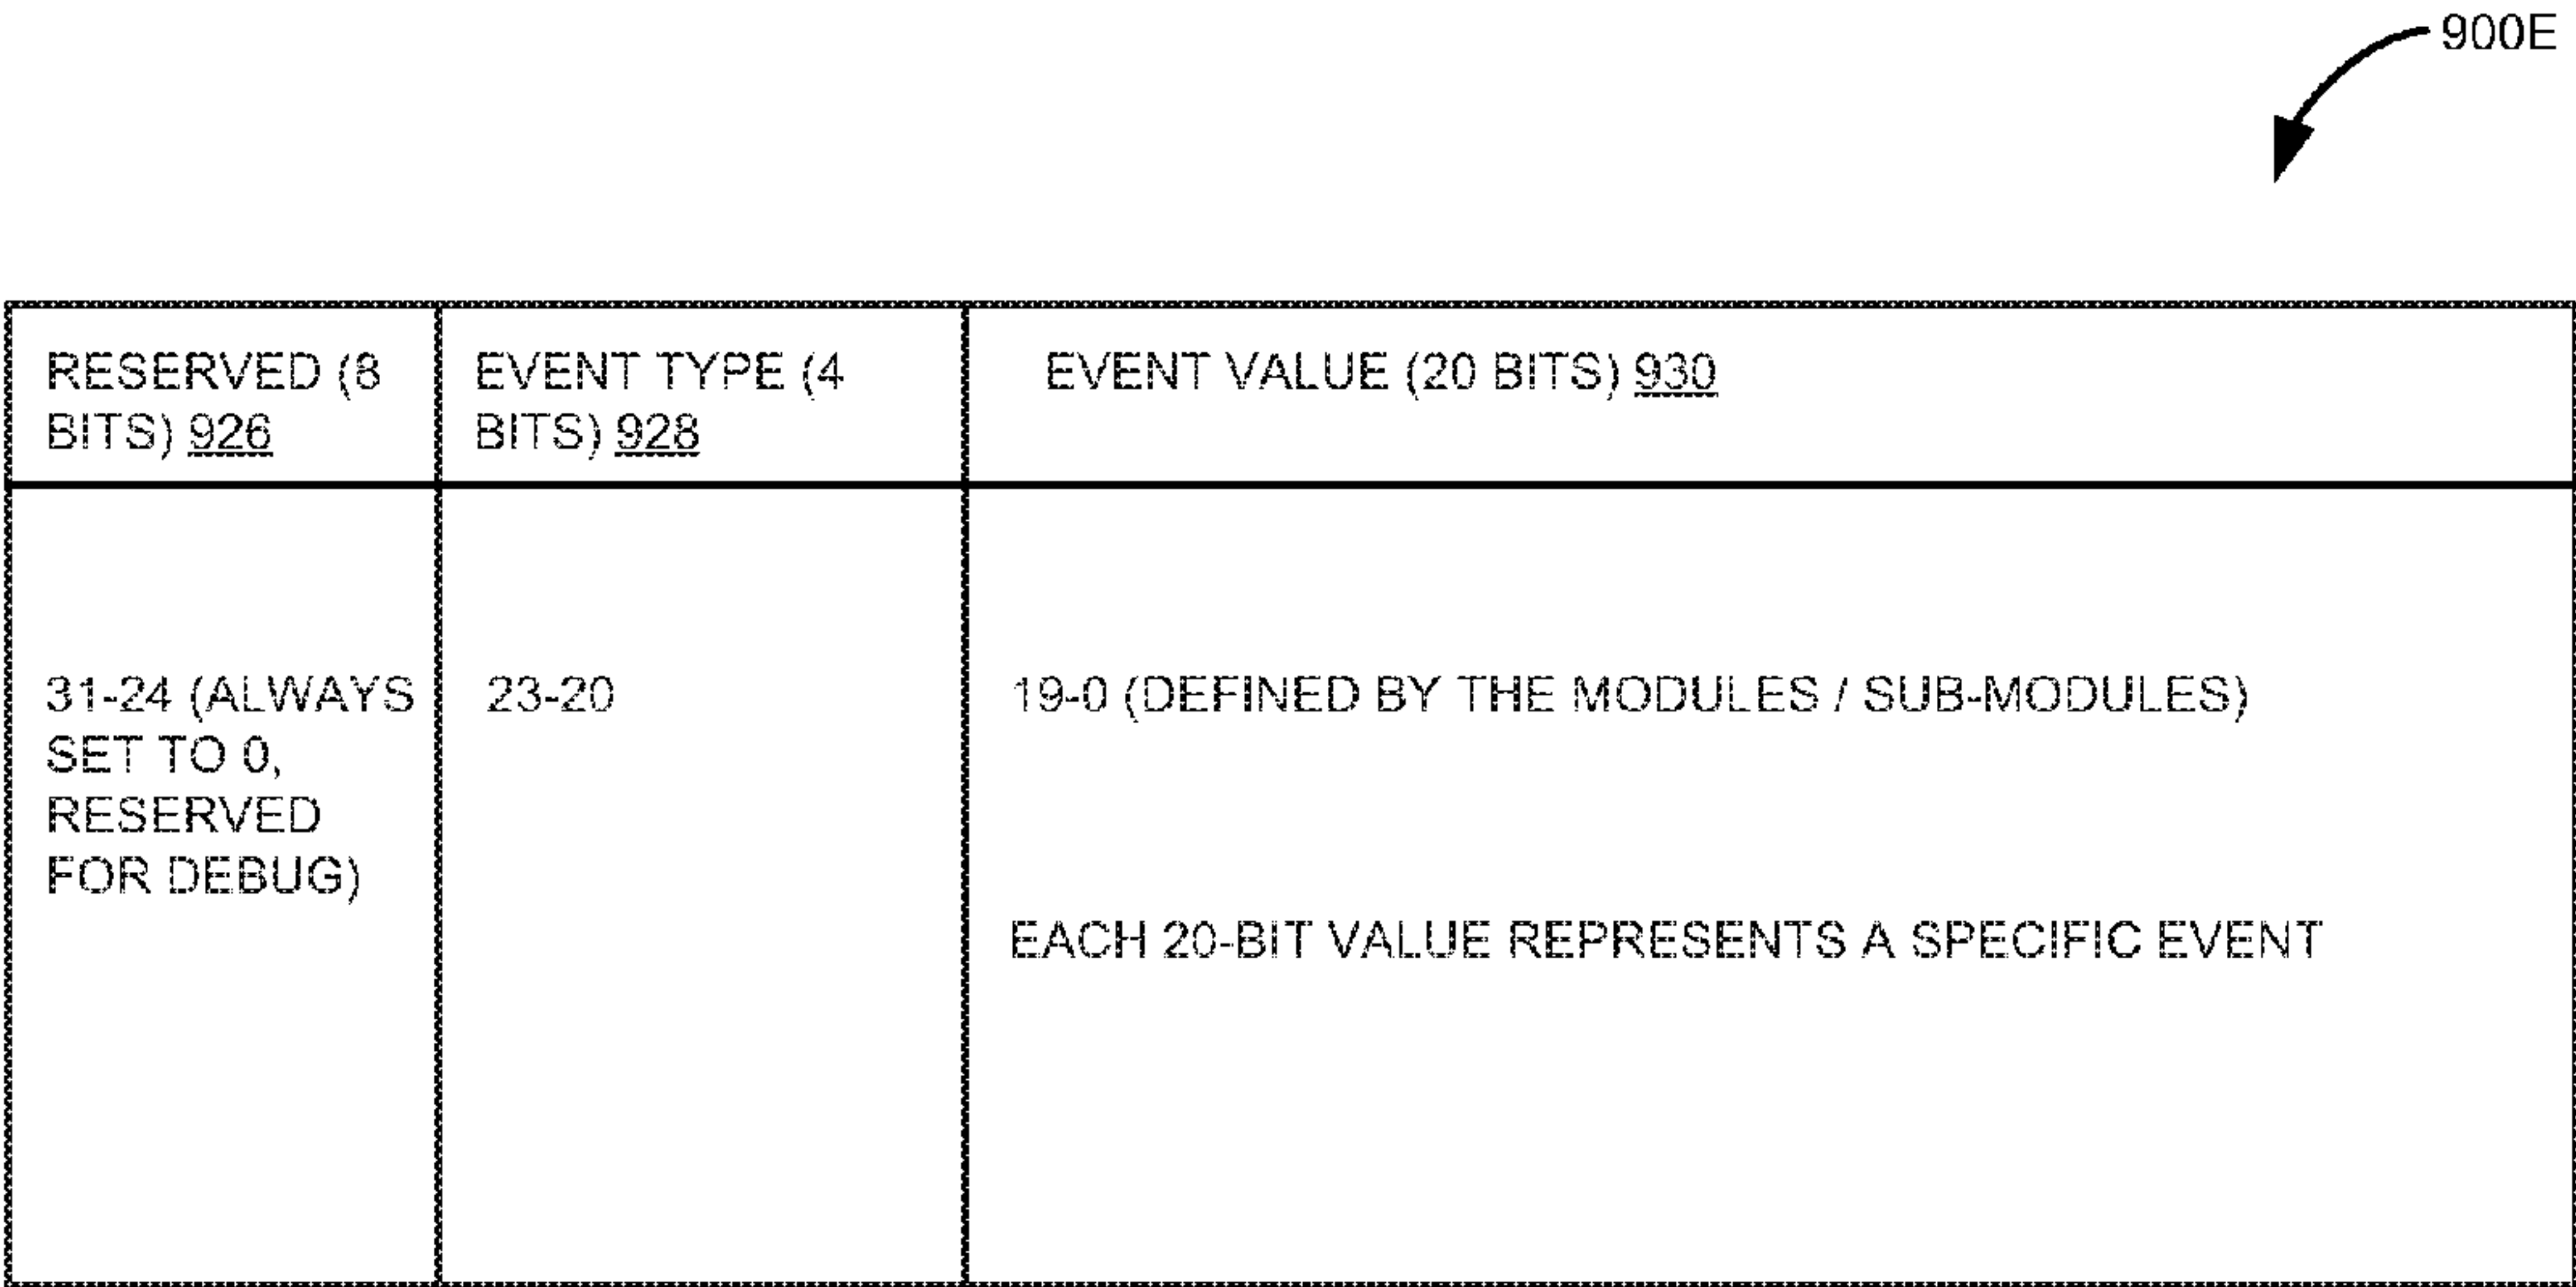 900E
RESERVED (8
BITS) 926
EVENT TYPE (4
BITS) 928
EVENT VALUE (20 BITS) 930
31-24 (ALWAYS
SET TO 0,
RESERVED
FOR DEBUG)
23-20
19-0 (DEFINED BY THE MODULES / SUB-MODULES)
EACH 20-BIT VALUE REPRESENTS A SPECIFIC EVENT